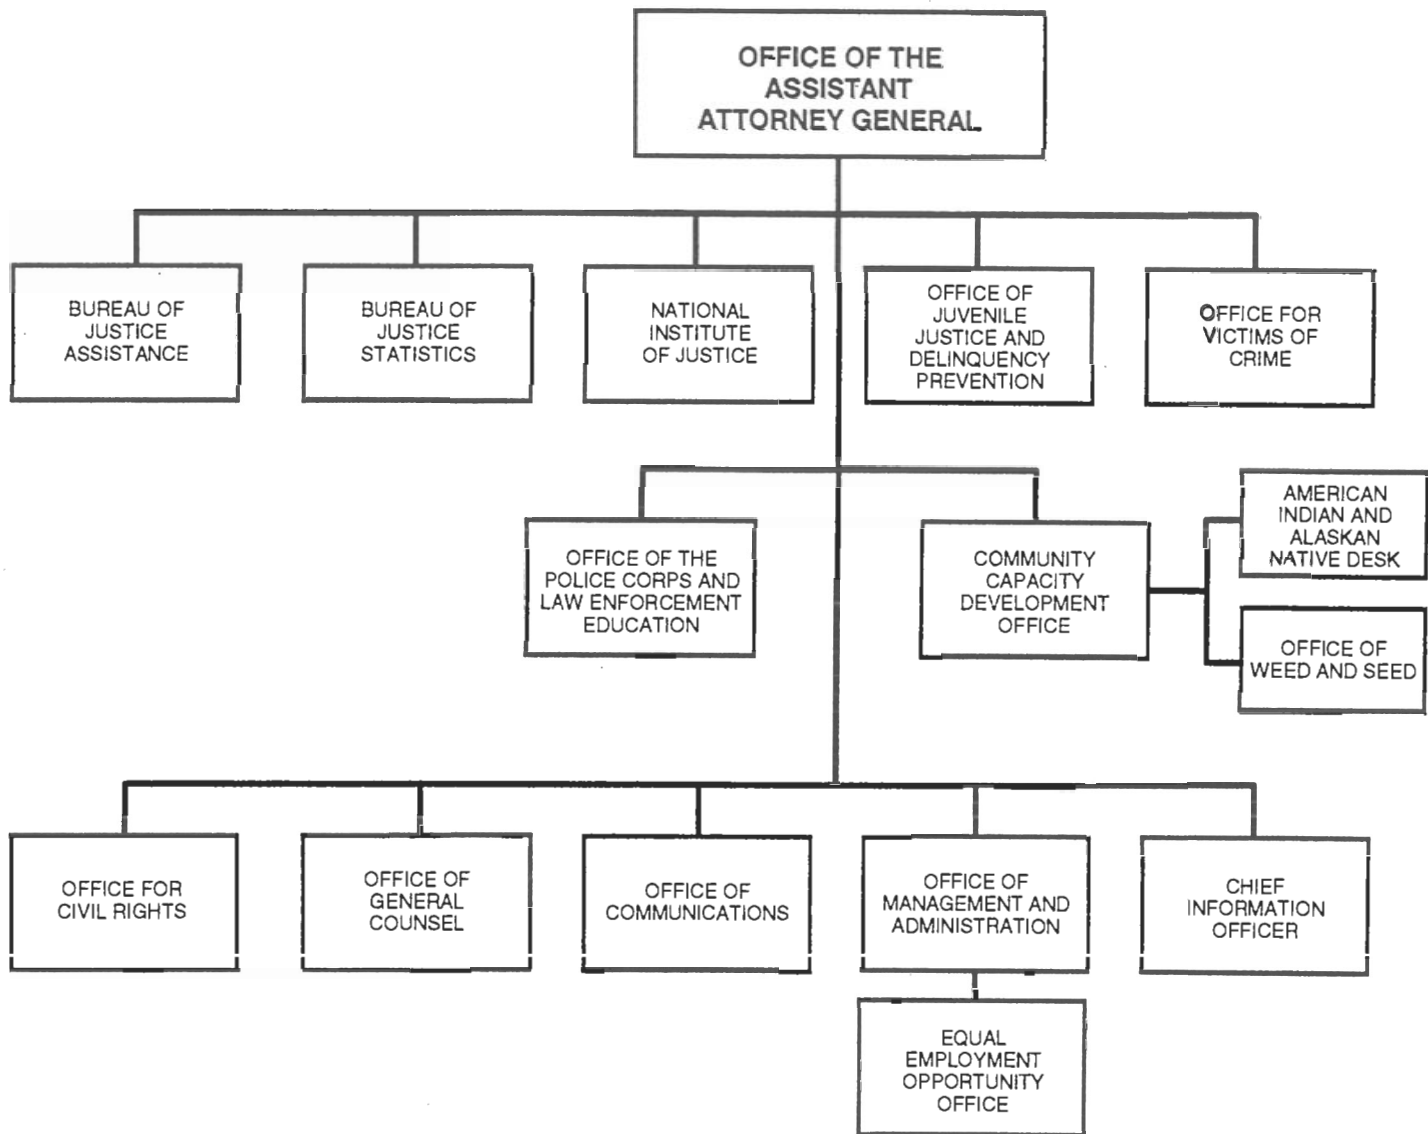 OFFICE OF THE
ASSISTANT
ATTORNEY GENERAL
BUREAU OF
JUSTICE
ASSISTANCE
BUREAU OF
JUSTICE
STATISTICS
NATIONAL
INSTITUTE
OF JUSTICE
OFFICE OF
JUVENILE
JUSTICE AND
DELINQUENCY
PREVENTION
OFFICE FOR
VICTIMS OF
CRIME
OFFICE OF THE
POLICE CORPS AND
LAW ENFORCEMENT
EDUCATION
COMMUNITY
CAPACITY
DEVELOPMENT
OFFICE
AMERICAN
INDIAN AND
ALASKAN
NATIVE DESK
OFFICE OF
WEED AND SEED
OFFICE FOR
CIVIL RIGHTS
OFFICE OF
GENERAL
COUNSEL
OFFICE OF
COMMUNICATIONS
OFFICE OF
MANAGEMENT AND
ADMINISTRATION
CHIEF
INFORMATION
OFFICER
EQUAL
EMPLOYMENT
OPPORTUNITY
OFFICE